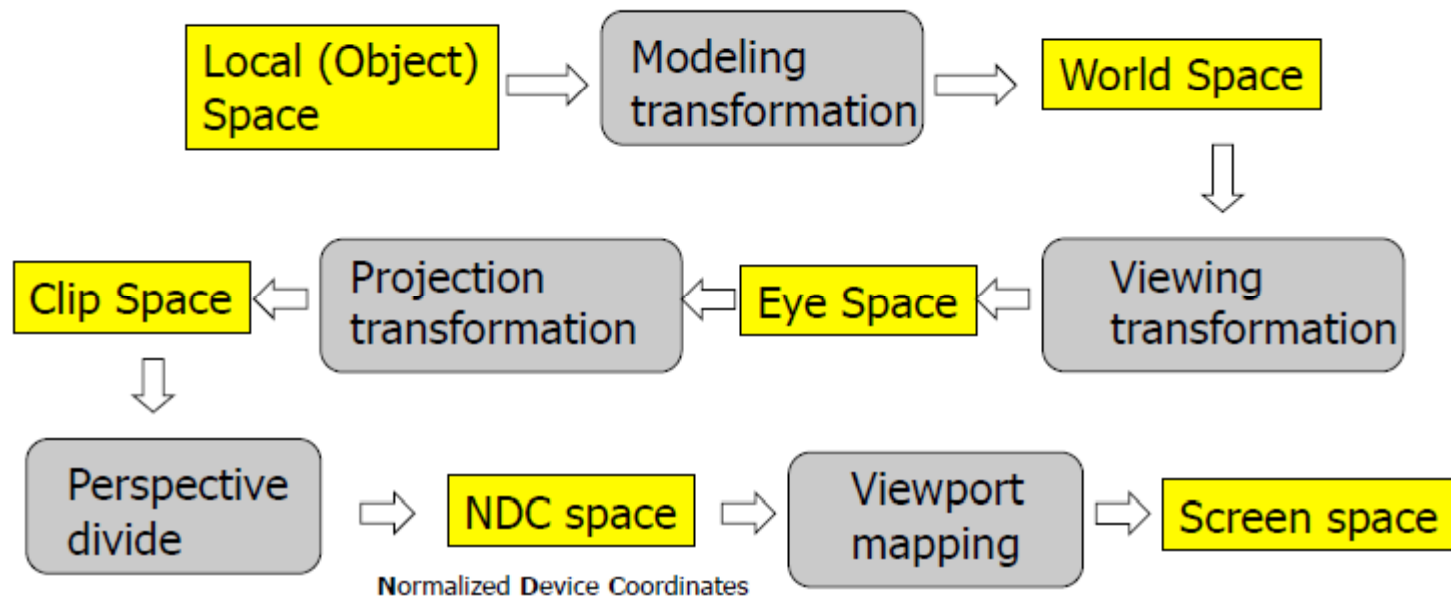 Local (Object)
Space
Modeling
transformation
World Space
Viewing
transformation
Eye Space
Projection
transformation
Clip Space
Perspective
divide
NDC space
Normalized Device Coordinates
Viewport
mapping
Screen space